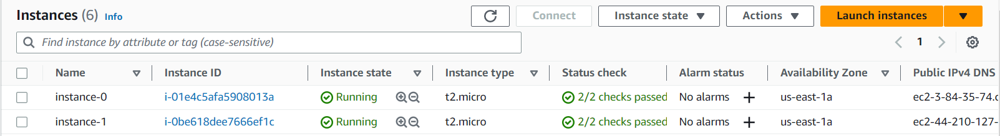 Instances (6) Info Connect Instance state Actions Launch instances
Find instance by attribute or tag (case-sensitive) 1
Name Instance ID Instance state Instance type Status check Alarm status Availability Zone Public IPv4 DNS
instance-0 i-01e4c5afa5908013a Running t2.micro 2/2 checks passed No alarms us-east-1a ec2-3-84-35-74.c
instance-1 i-0be618dee7666ef1c Running t2.micro 2/2 checks passed No alarms us-east-1a ec2-44-210-127-